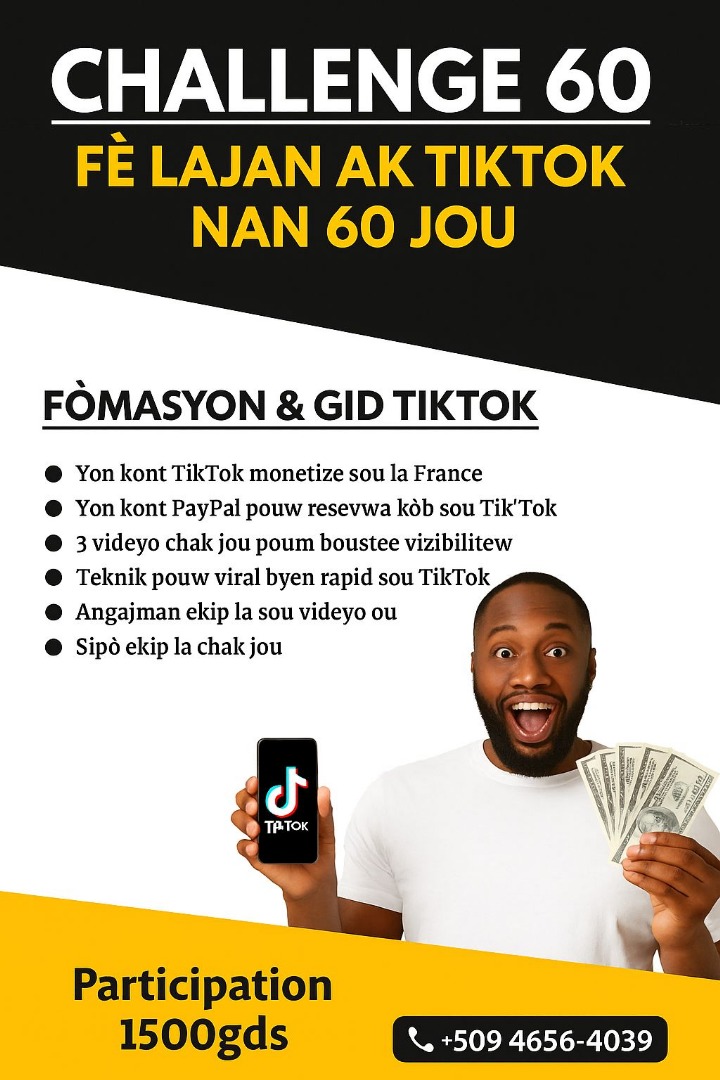 CHALLENGE 60
FÈ LAJAN AK TIKTOK
NAN 60 JOU
FÒMASYON & GID TIKTOK
Yon kont TikTok monetize sou la France
Yon kont PayPal pouw resevwa kòb sou Tik'Tok
3 videyo chak jou poum boustee vizibilitew
Teknik pouw viral byen rapid sou TikTok
Angajman ekip la sou videyo ou
Sipò ekip la chak jou
Participation
1500gds
+509 4656-4039